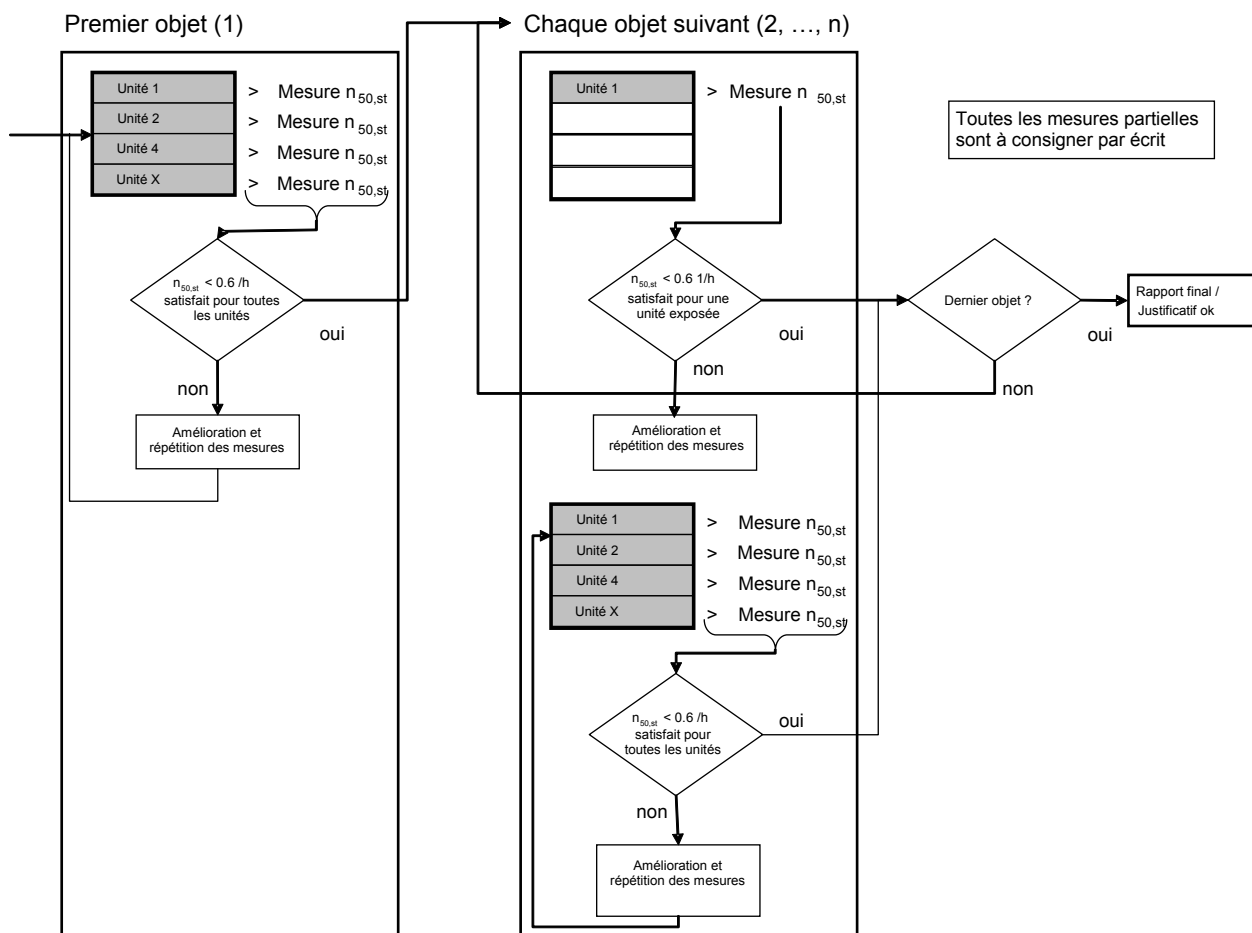 Premier objet (1)
Unité 1 > Mesure n50,st
Unité 2 > Mesure n50,st
Unité 4 > Mesure n50,st
Unité X > Mesure n50,st
n50,st < 0.6 /h
satisfait pour toutes
les unités
oui
non
Amélioration et
répétition des mesures
Chaque objet suivant (2, …, n)
Unité 1 > Mesure n 50,st
n50,st < 0.6 1/h
satisfait pour une
unité exposée
oui
non
Amélioration et
répétition des mesures
Unité 1 > Mesure n50,st
Unité 2 > Mesure n50,st
Unité 4 > Mesure n50,st
Unité X > Mesure n50,st
n50,st < 0.6 /h
satisfait pour
toutes les unités
oui
non
Amélioration et
répétition des mesures
Toutes les mesures partielles
sont à consigner par écrit
Dernier objet ?
oui
non
Rapport final /
Justificatif ok